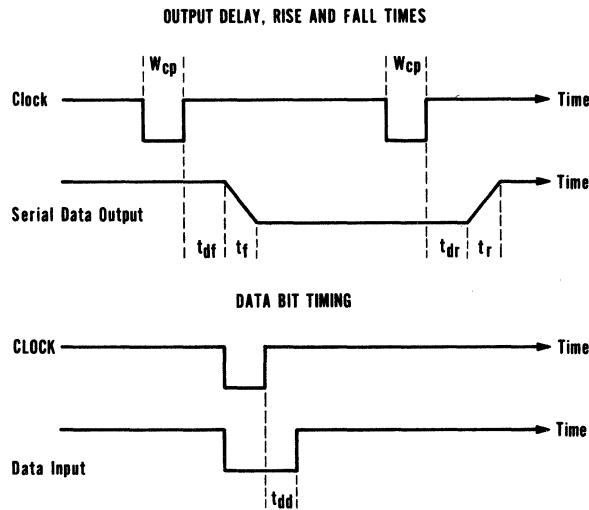 OUTPUT DELAY, RISE AND FALL TIMES
Wcp Wcp
Clock Time
Time
Serial Data Output
tdf tf tdr tr
DATA BIT TIMING
CLOCK Time
Time
Data Input
tdd